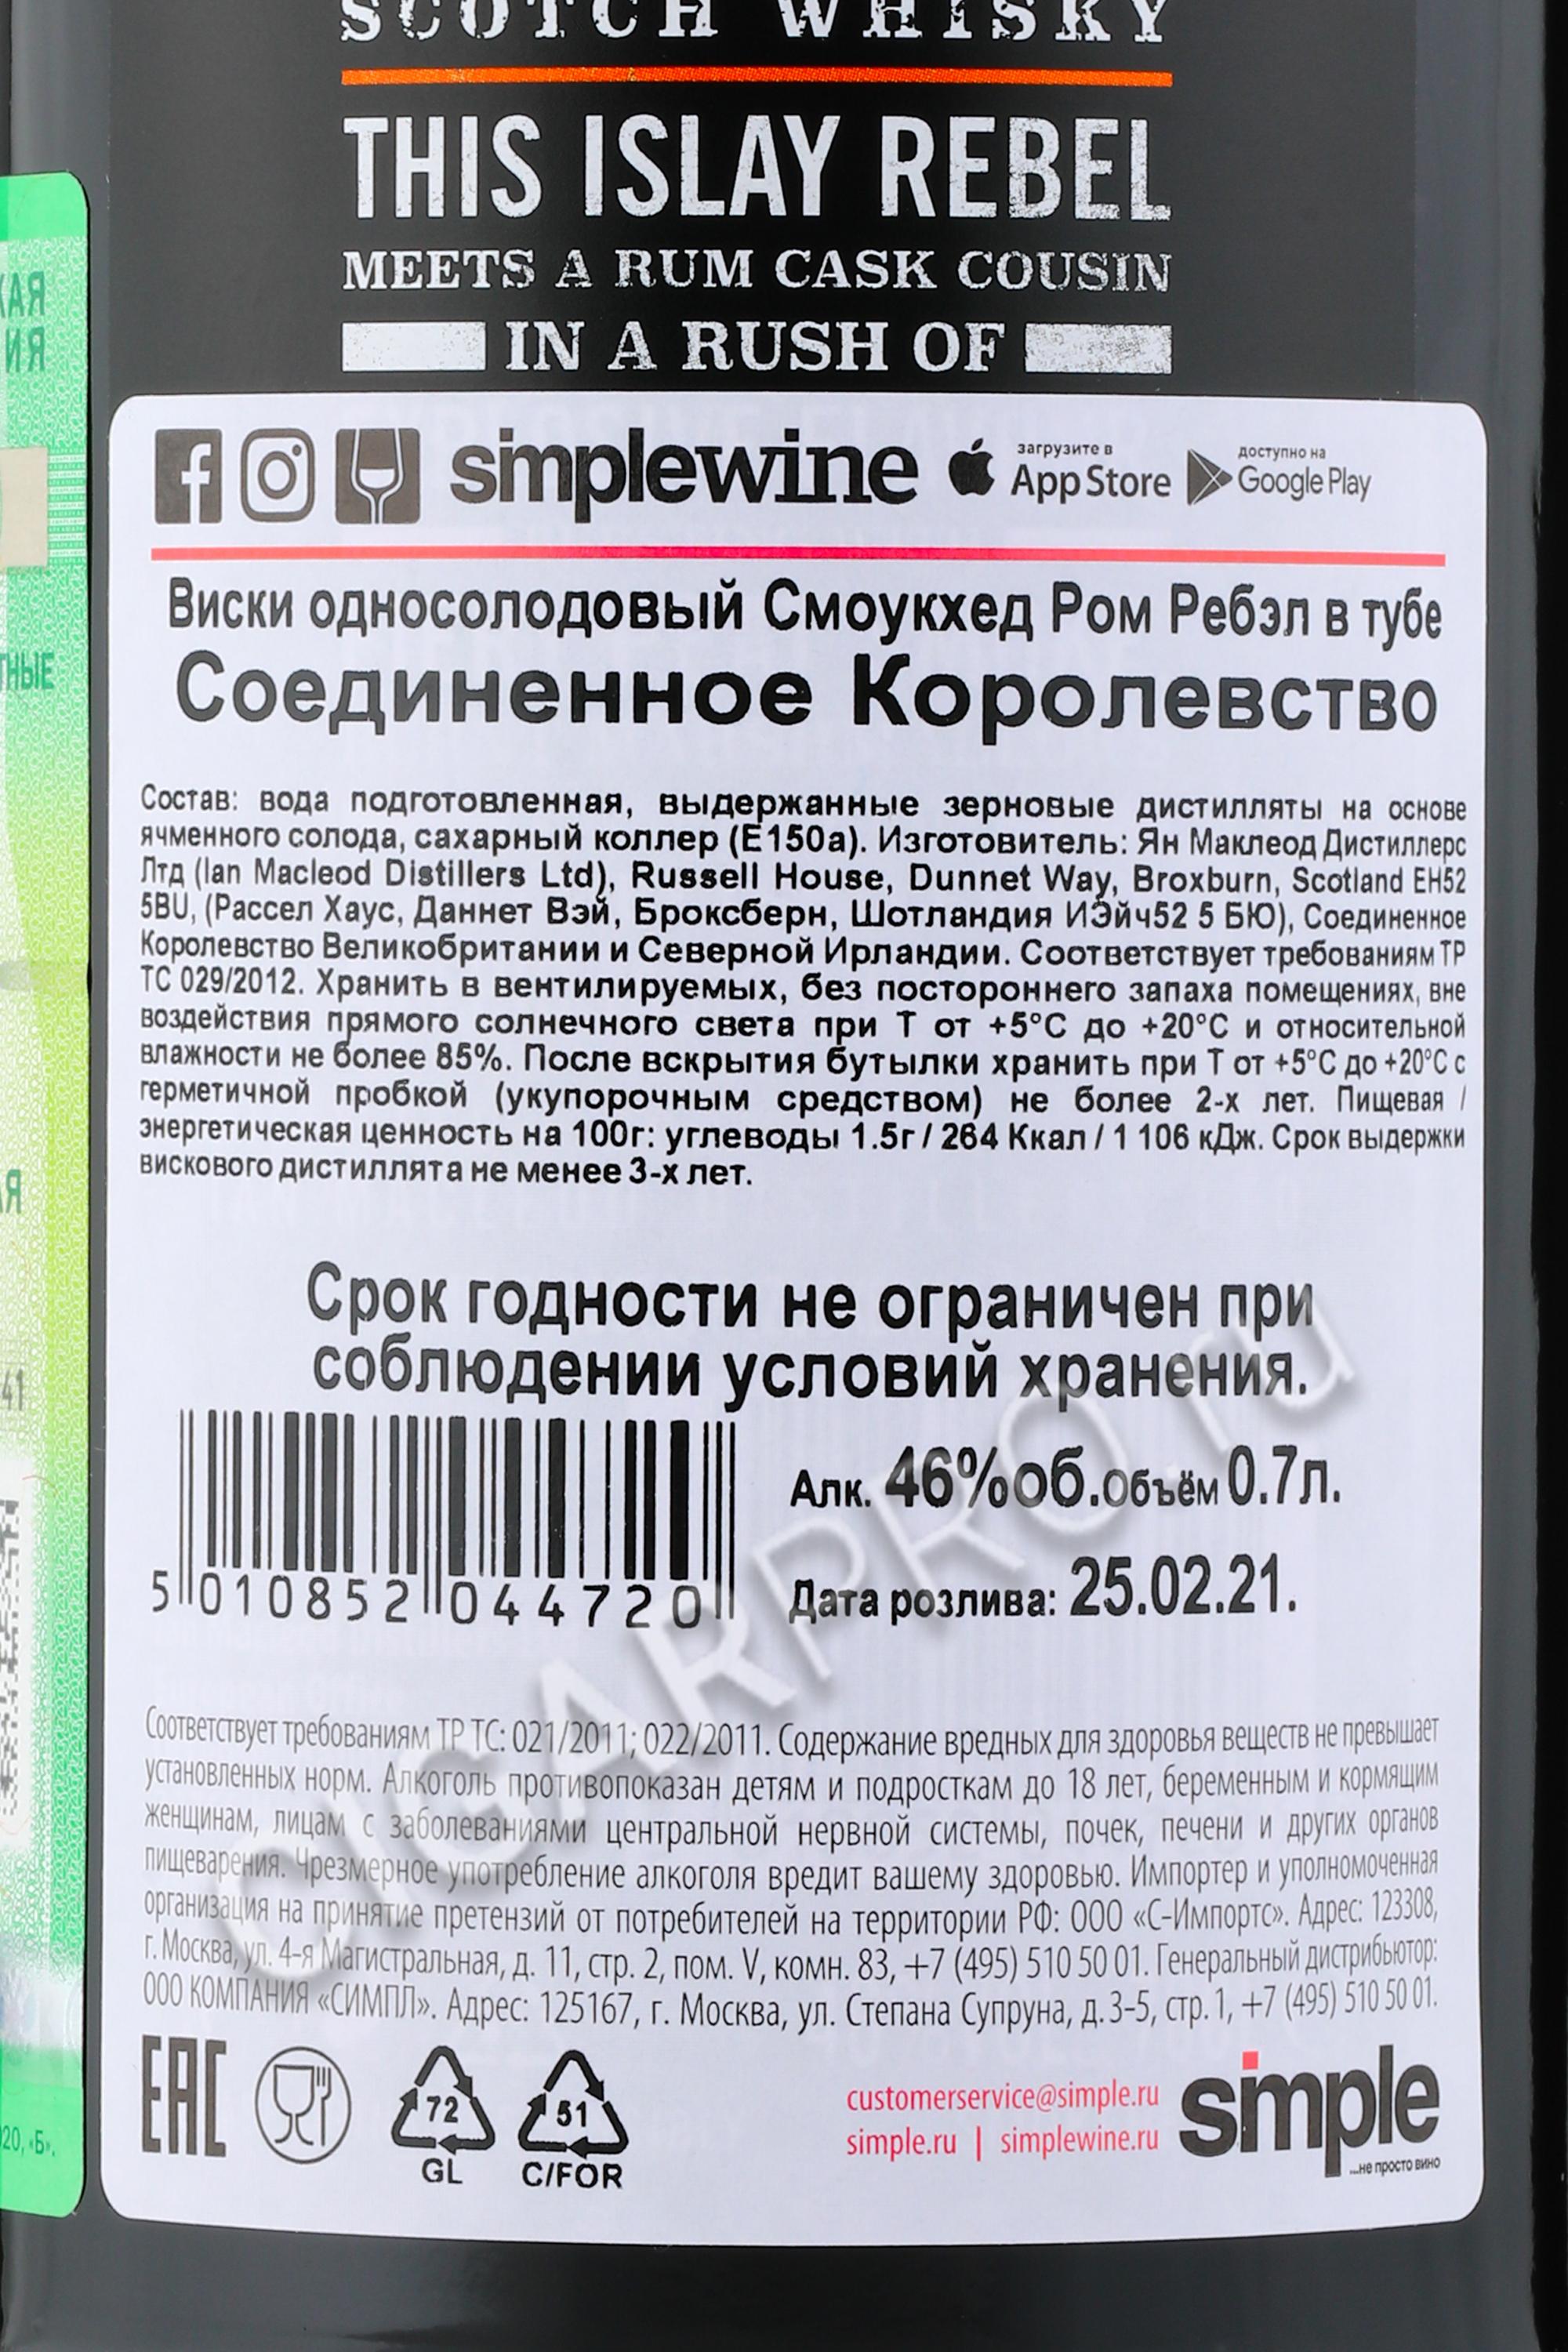 SCOTCH WHISKY
THIS ISLAY REBEL
MEETS A RUM CASK COUSIN
IN A RUSH OF
simplewine
загрузите в
App Store
доступно на
Google Play
Виски односолодовый Смоукхед Ром Ребэл в тубе
Соединенное Королевство
Состав: вода подготовленная, выдержанные зерновые дистилляты на основе
ячменного солода, сахарный коллер (Е150а). Изготовитель: Ян Маклеод Дистиллерс
Лтд (Ian Macleod Distillers Ltd), Russell House, Dunnet Way, Broxburn, Scotland EH52
5BU, (Рассел Хаус, Даннет Вэй, Броксберн, Шотландия ИЭйч52 5 БЮ), Соединенное
Королевство Великобритании и Северной Ирландии. Соответствует требованиям ТР
ТС 029/2012. Хранить в вентилируемых, без постороннего запаха помещениях, вне
воздействия прямого солнечного света при Т от +5°С до +20°С и относительной
влажности не более 85%. После вскрытия бутылки хранить при Т от +5°С до +20°С с
герметичной пробкой (укупорочным средством) не более 2-х лет. Пищевая /
энергетическая ценность на 100г: углеводы 1.5г / 264 Ккал / 1 106 кДж. Срок выдержки
вискового дистиллята не менее 3-х лет.
Срок годности не ограничен при
соблюдении условий хранения.
Алк. 46%об. Объём 0.7л.
Дата розлива: 25.02.21.
5 010852 044720
Соответствует требованиям ТР ТС: 021/2011; 022/2011. Содержание вредных для здоровья веществ не превышает
установленных норм. Алкоголь противопоказан детям и подросткам до 18 лет, беременным и кормящим
женщинам, лицам с заболеваниями центральной нервной системы, почек, печени и других органов
пищеварения. Чрезмерное употребление алкоголя вредит вашему здоровью. Импортер и уполномоченная
организация на принятие претензий от потребителей на территории РФ: ООО «С-Импортс». Адрес: 123308,
г. Москва, ул. 4-я Магистральная, д. 11, стр. 2, пом. V, комн. 83, +7 (495) 510 50 01. Генеральный дистрибьютор:
ООО КОМПАНИЯ «СИМПЛ». Адрес: 125167, г. Москва, ул. Степана Супруна, д. 3-5, стр. 1, +7 (495) 510 50 01.
EAC
72
GL
51
C/FOR
customerservice@simple.ru
simple.ru | simplewine.ru
simple
...не просто вино
CIGARPRO.ru